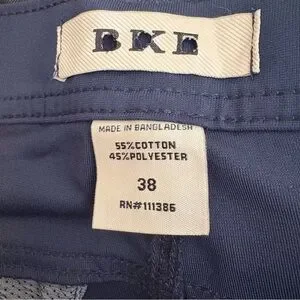 BKE
MADE IN BANGLADESH
55%COTTON
45%POLYESTER
38
RN#111386